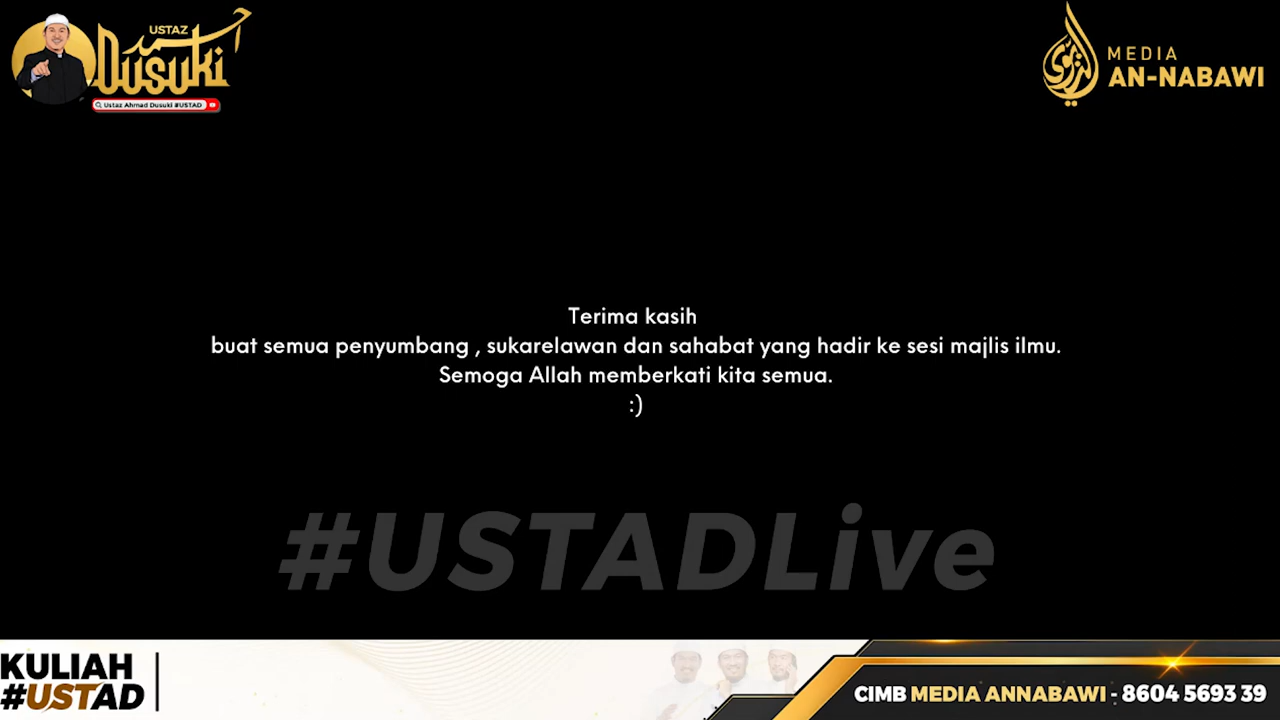 USTAZ
أحمد
Dusuki
Ustaz Ahmad Dusuki #USTAD
MEDIA
AN-NABAWI
Terima kasih
buat semua penyumbang , sukarelawan dan sahabat yang hadir ke sesi majlis ilmu.
Semoga Allah memberkati kita semua.
:)
#USTADLive
KULIAH
#USTAD
CIMB MEDIA ANNABAWI - 8604 5693 39